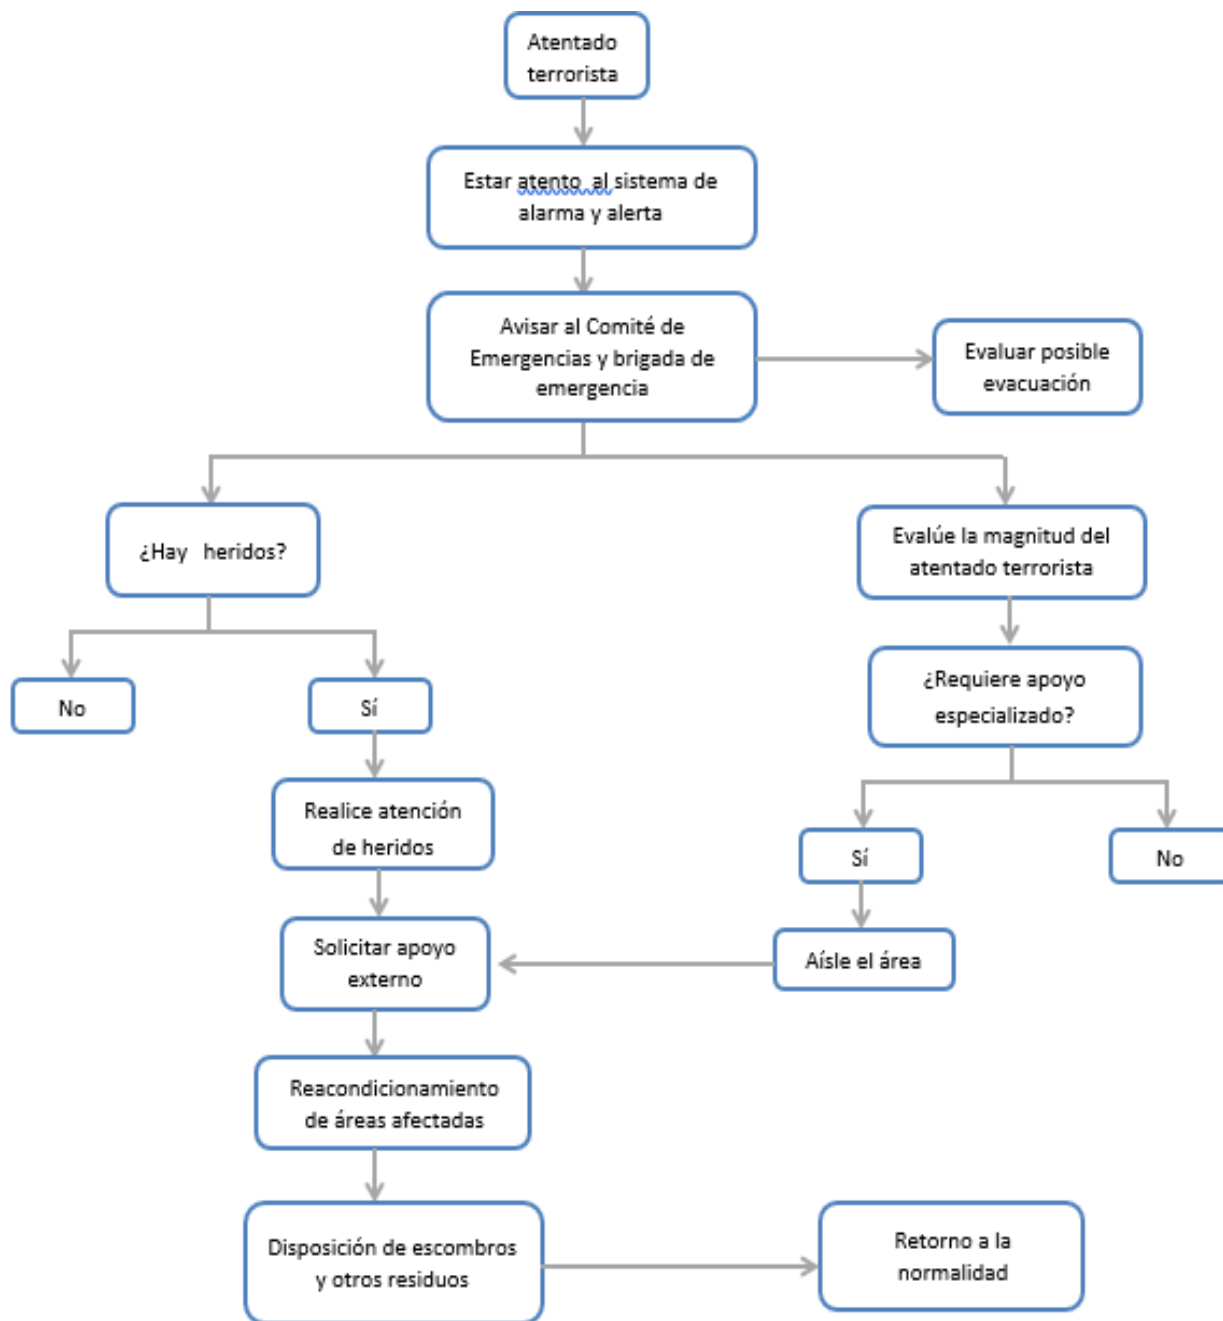 Atentado
terrorista
Estar atento al sistema de
alarma y alerta
Avisar al Comité de
Emergencias y brigada de
emergencia
Evaluar posible
evacuación
¿Hay heridos?
Evalúe la magnitud del
atentado terrorista
No
Sí
¿Requiere apoyo
especializado?
Realice atención
de heridos
Sí
No
Solicitar apoyo
externo
Aísle el área
Reacondicionamiento
de áreas afectadas
Disposición de escombros
y otros residuos
Retorno a la
normalidad